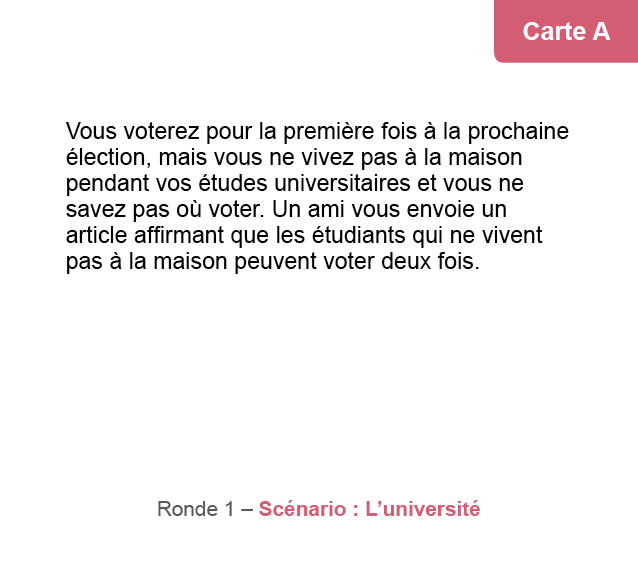 Carte A
Vous voterez pour la première fois à la prochaine
élection, mais vous ne vivez pas à la maison
pendant vos études universitaires et vous ne
savez pas où voter. Un ami vous envoie un
article affirmant que les étudiants qui ne vivent
pas à la maison peuvent voter deux fois.
Ronde 1 – Scénario : L’université